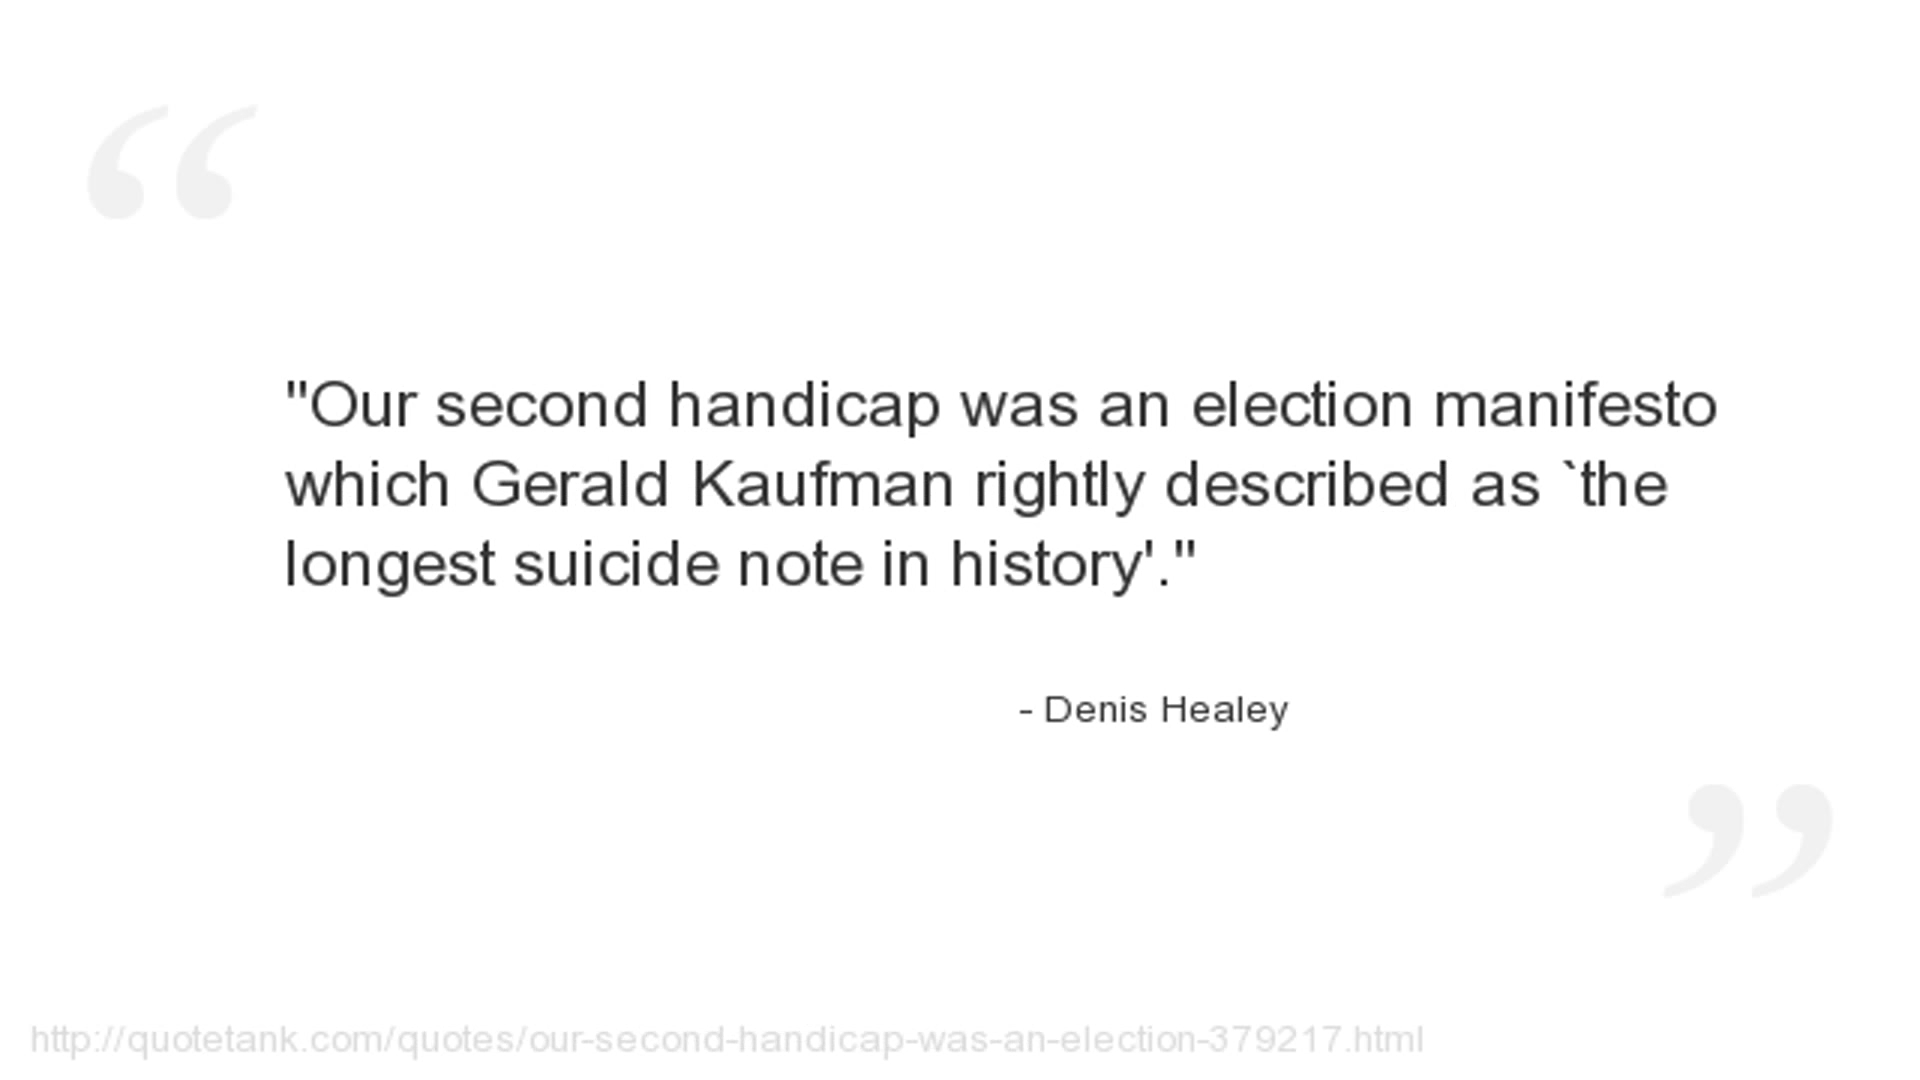 "Our second handicap was an election manifesto
which Gerald Kaufman rightly described as `the
longest suicide note in history'."
- Denis Healey
http://quotetank.com/quotes/our-second-handicap-was-an-election-379217.html